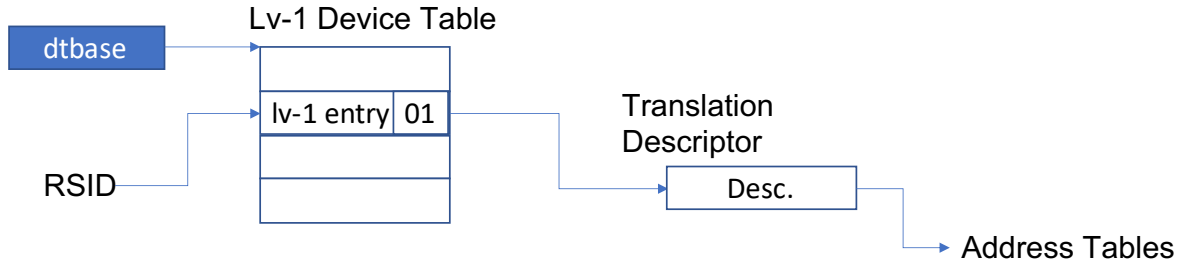 Lv-1 Device Table
dtbase
lv-1 entry 01
Translation
Descriptor
RSID
Desc.
Address Tables